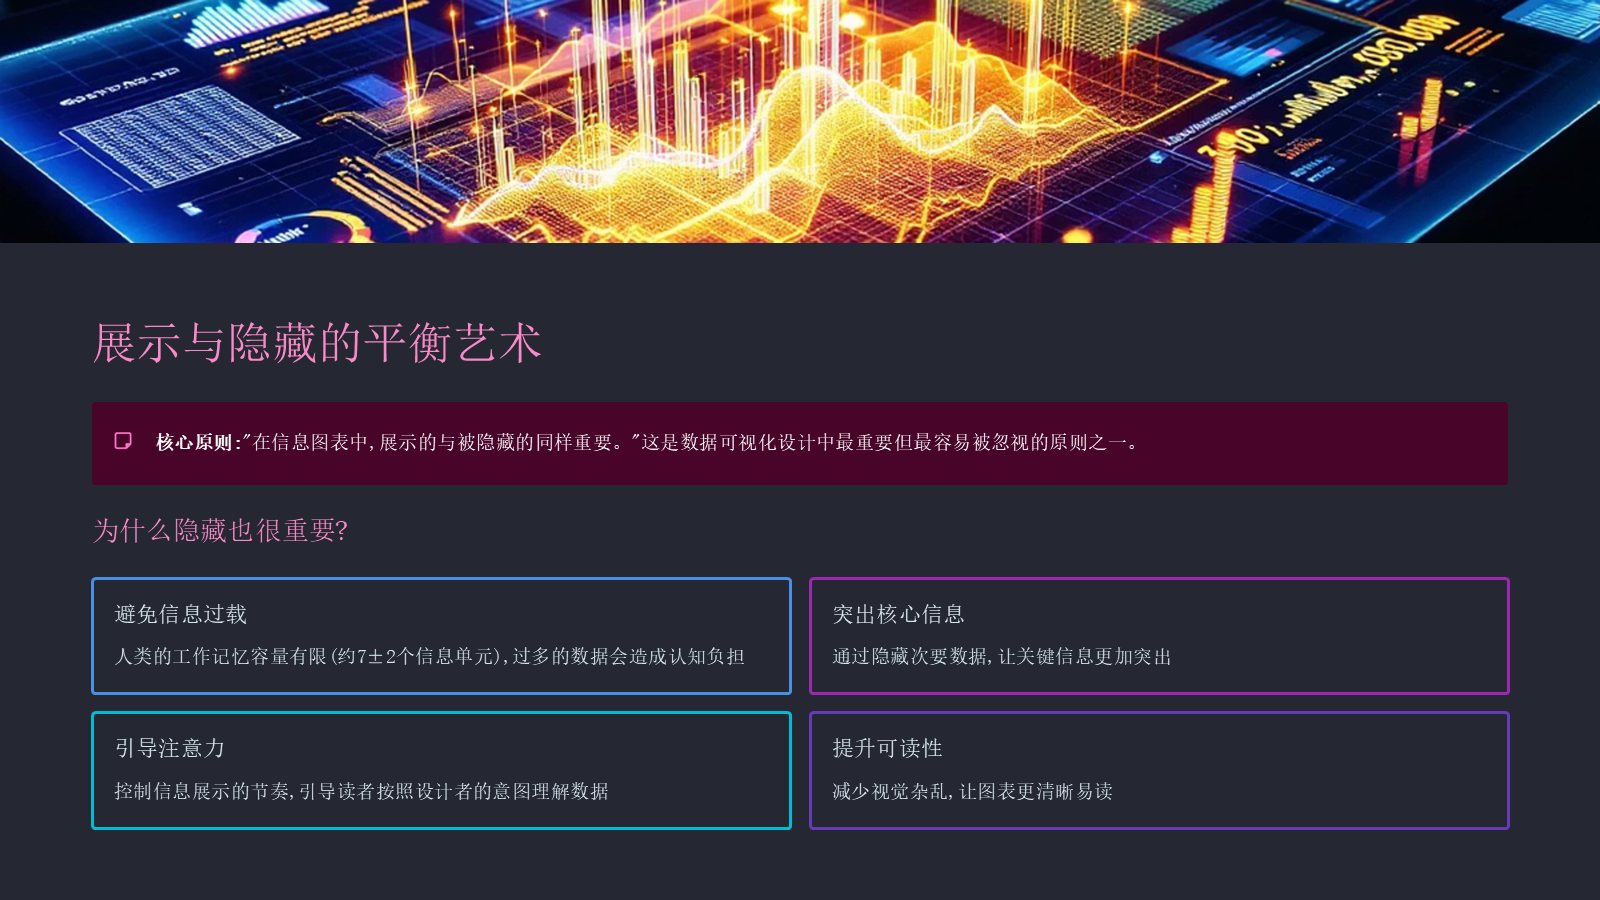 展示与隐藏的平衡艺术
核心原则:"在信息图表中,展示的与被隐藏的同样重要。"这是数据可视化设计中最重要但最容易被忽视的原则之一。
为什么隐藏也很重要?
避免信息过载
人类的工作记忆容量有限(约7±2个信息单元),过多的数据会造成认知负担
突出核心信息
通过隐藏次要数据,让关键信息更加突出
引导注意力
控制信息展示的节奏,引导读者按照设计者的意图理解数据
提升可读性
减少视觉杂乱,让图表更清晰易读